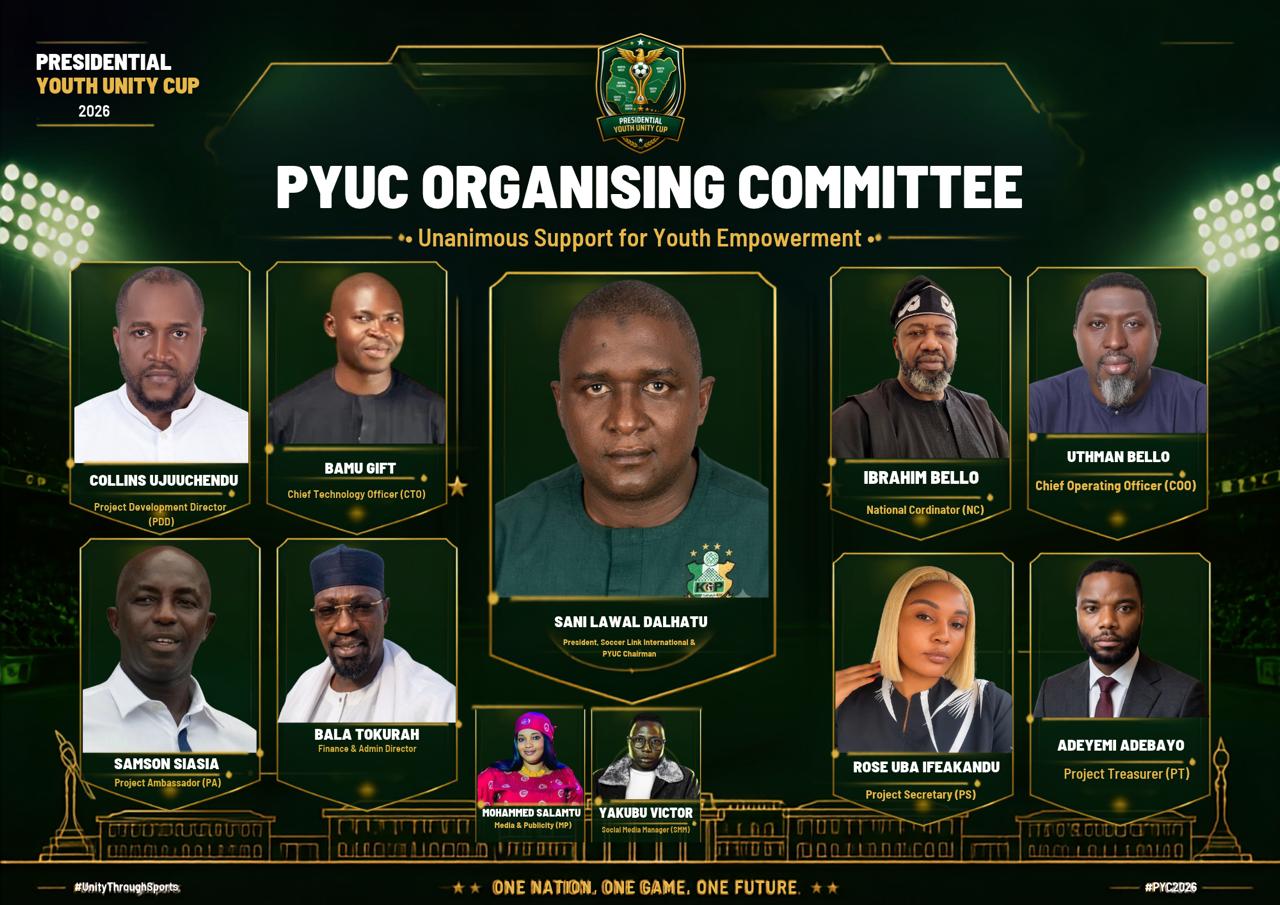 PRESIDENTIAL
YOUTH UNITY CUP
2026
PRESIDENTIAL
YOUTH UNITY CUP
PYUC ORGANISING COMMITTEE
Unanimous Support for Youth Empowerment
COLLINS UJUUCHENDU
Project Development Director
(PDD)
BAMU GIFT
Chief Technology Officer (CTO)
KGP
SANI LAWAL DALHATU
President, Soccer Link International &
PYUC Chairman
IBRAHIM BELLO
National Cordinator (NC)
UTHMAN BELLO
Chief Operating Officer (COO)
SAMSON SIASIA
Project Ambassador (PA)
BALA TOKURAH
Finance & Admin Director
MOHAMMED SALAMTU
Media & Publicity (MP)
YAKUBU VICTOR
Social Media Manager (SMM)
ROSE UBA IFEAKANDU
Project Secretary (PS)
ADEYEMI ADEBAYO
Project Treasurer (PT)
#UnityThroughSports
ONE NATION, ONE GAME, ONE FUTURE.
#PYC2026